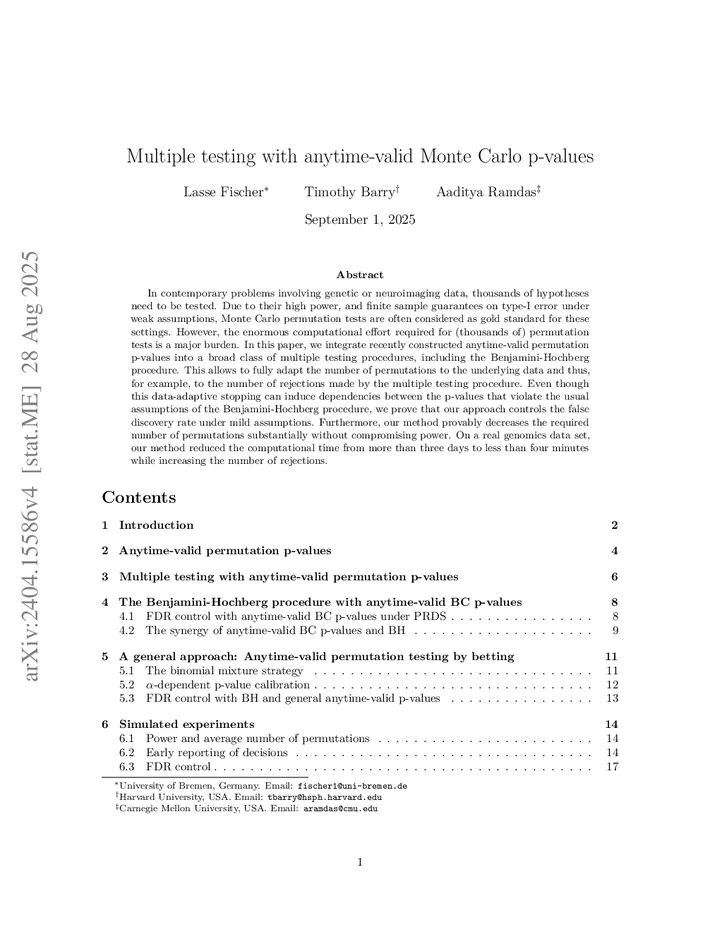 Multiple testing with anytime-valid Monte Carlo p-values
Lasse Fischer* Timothy Barry† Aaditya Ramdas‡
September 1, 2025
Abstract
In contemporary problems involving genetic or neuroimaging data, thousands of hypotheses
need to be tested. Due to their high power, and finite sample guarantees on type-I error under
weak assumptions, Monte Carlo permutation tests are often considered as gold standard for these
settings. However, the enormous computational effort required for (thousands of) permutation
tests is a major burden. In this paper, we integrate recently constructed anytime-valid permutation
p-values into a broad class of multiple testing procedures, including the Benjamini-Hochberg
procedure. This allows to fully adapt the number of permutations to the underlying data and thus,
for example, to the number of rejections made by the multiple testing procedure. Even though
this data-adaptive stopping can induce dependencies between the p-values that violate the usual
assumptions of the Benjamini-Hochberg procedure, we prove that our approach controls the false
discovery rate under mild assumptions. Furthermore, our method provably decreases the required
number of permutations substantially without compromising power. On a real genomics data set,
our method reduced the computational time from more than three days to less than four minutes
while increasing the number of rejections.
Contents
1 Introduction 2
2 Anytime-valid permutation p-values 4
3 Multiple testing with anytime-valid permutation p-values 6
4 The Benjamini-Hochberg procedure with anytime-valid BC p-values 8
4.1 FDR control with anytime-valid BC p-values under PRDS . . . . . . . . . . . . . . . . 8
4.2 The synergy of anytime-valid BC p-values and BH . . . . . . . . . . . . . . . . . . . . 9
5 A general approach: Anytime-valid permutation testing by betting 11
5.1 The binomial mixture strategy . . . . . . . . . . . . . . . . . . . . . . . . . . . . . . 11
5.2 α-dependent p-value calibration . . . . . . . . . . . . . . . . . . . . . . . . . . . . . . 12
5.3 FDR control with BH and general anytime-valid p-values . . . . . . . . . . . . . . . . 13
6 Simulated experiments 14
6.1 Power and average number of permutations . . . . . . . . . . . . . . . . . . . . . . . . 14
6.2 Early reporting of decisions . . . . . . . . . . . . . . . . . . . . . . . . . . . . . . . . 14
6.3 FDR control . . . . . . . . . . . . . . . . . . . . . . . . . . . . . . . . . . . . . . . . 17
*University of Bremen, Germany. Email: fischer1@uni-bremen.de
†Harvard University, USA. Email: tbarry@hsph.harvard.edu
‡Carnegie Mellon University, USA. Email: aramdas@cmu.edu
1
arXiv:2404.15586v4 [stat.ME] 28 Aug 2025